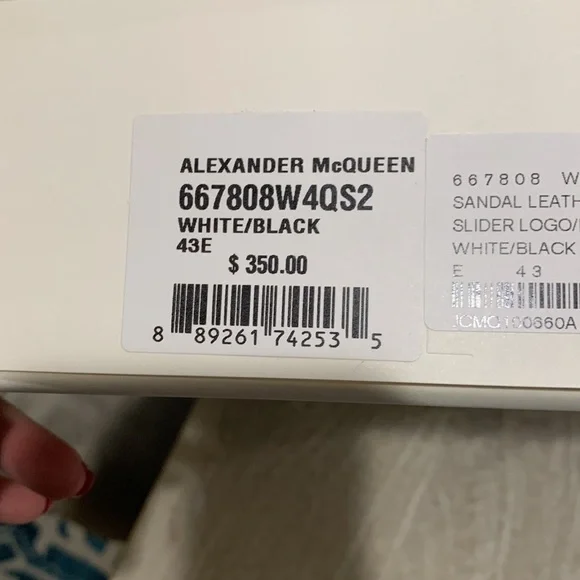 ALEXANDER McQUEEN
667808W4QS2
WHITE/BLACK
43E
$ 350.00
8 89261 74253 5
667808 W
SANDAL LEATH
SLIDER LOGO/
WHITE/BLACK
E 43